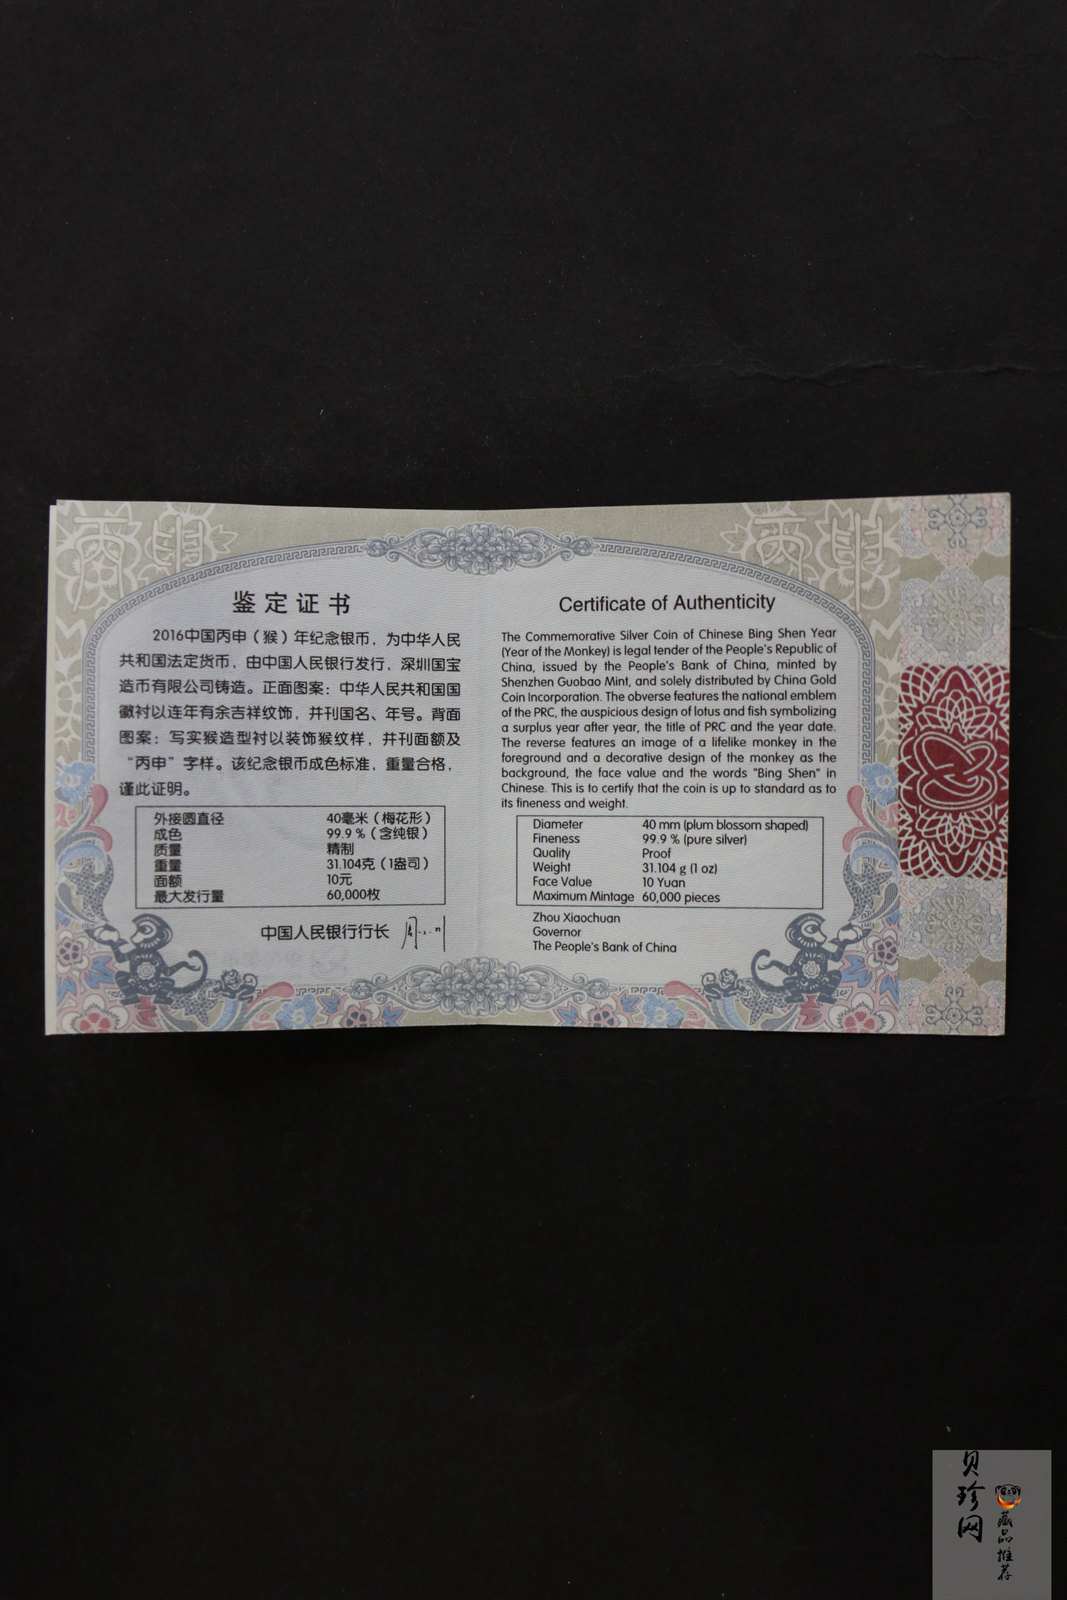 丙申
丙申
鉴定证书
2016中国丙申（猴）年纪念银币，为中华人民
共和国法定货币，由中国人民银行发行，深圳国宝
造币有限公司铸造。正面图案：中华人民共和国国
徽衬以连年有余吉祥纹饰，并刊国名、年号。背面
图案：写实猴造型衬以装饰猴纹样，并刊面额及
“丙申”字样。该纪念银币成色标准，重量合格，
谨此证明。
外接圆直径 40毫米（梅花形）
成色 99.9 %（含纯银）
质量 精制
重量 31.104克（1盎司）
面额 10元
最大发行量 60,000枚
中国人民银行行长
Certificate of Authenticity
The Commemorative Silver Coin of Chinese Bing Shen Year
(Year of the Monkey) is legal tender of the People's Republic of
China, issued by the People's Bank of China, minted by
Shenzhen Guobao Mint, and solely distributed by China Gold
Coin Incorporation. The obverse features the national emblem
of the PRC, the auspicious design of lotus and fish symbolizing
a surplus year after year, the title of PRC and the year date.
The reverse features an image of a lifelike monkey in the
foreground and a decorative design of the monkey as the
background, the face value and the words "Bing Shen" in
Chinese. This is to certify that the coin is up to standard as to
its fineness and weight.
Diameter 40 mm (plum blossom shaped)
Fineness 99.9 % (pure silver)
Quality Proof
Weight 31.104 g (1 oz)
Face Value 10 Yuan
Maximum Mintage 60,000 pieces
Zhou Xiaochuan
Governor
The People's Bank of China
贝珍网
藏品推荐